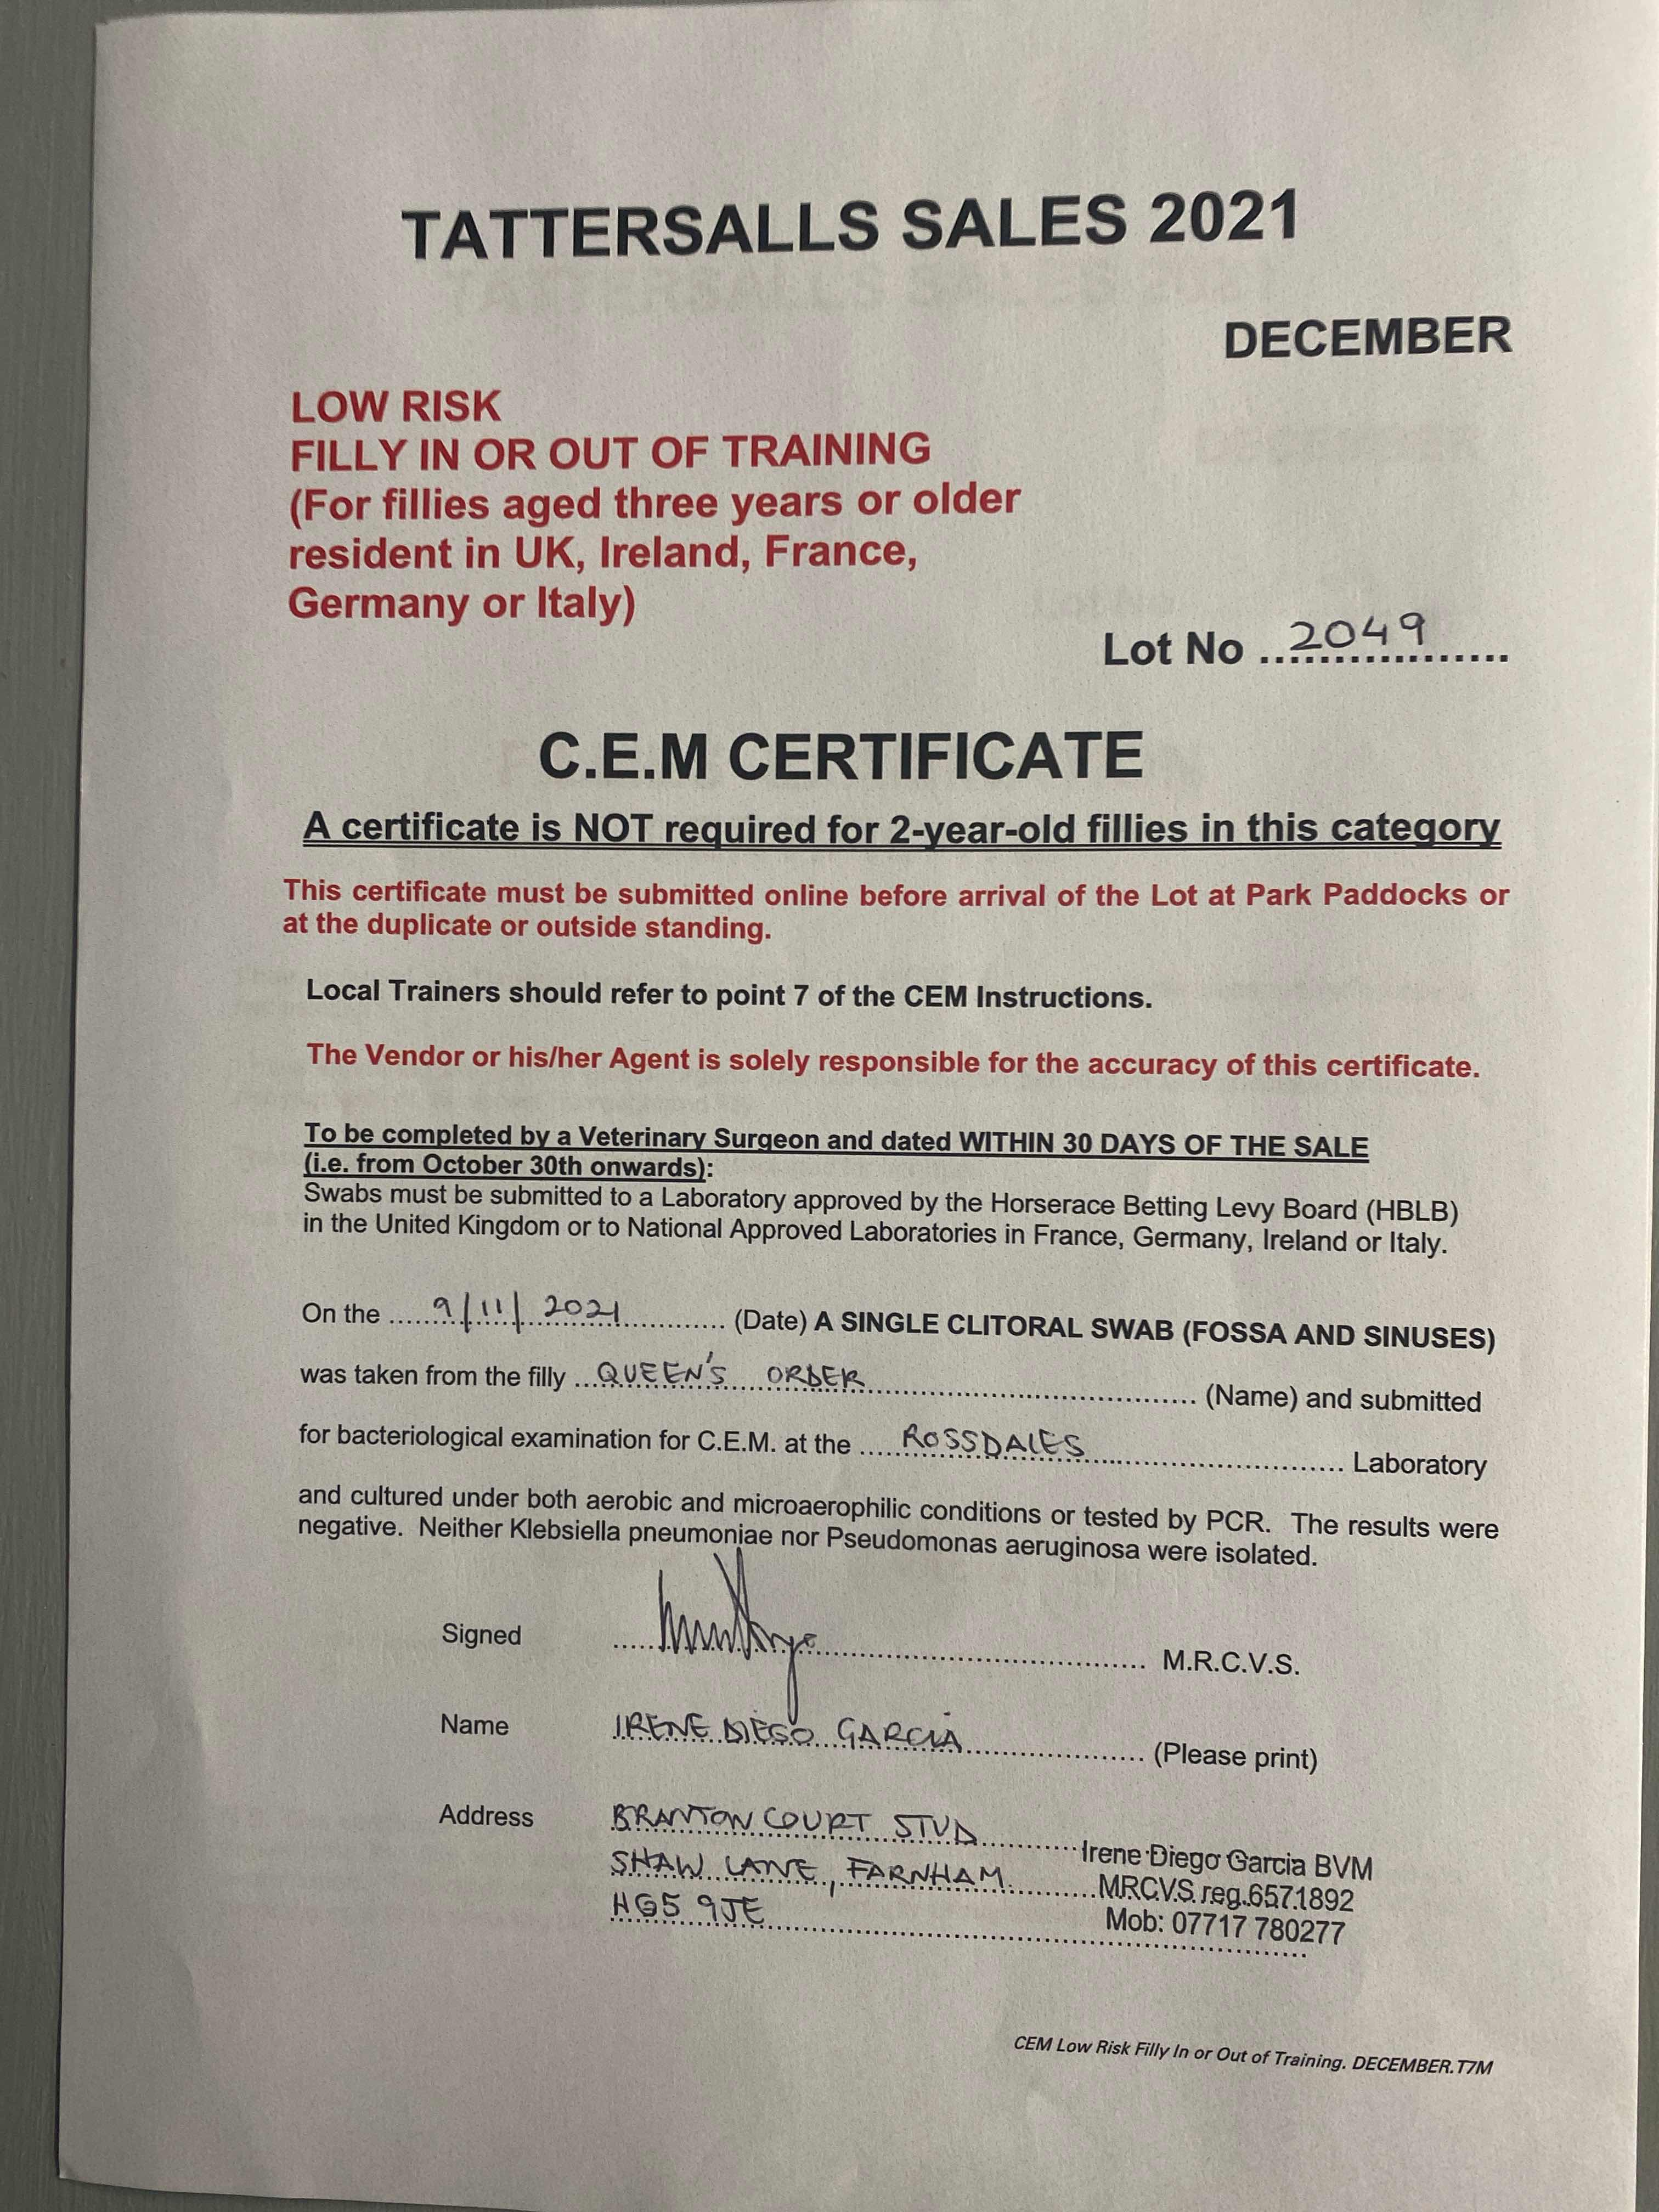 TATTERSALLS SALES 2021
DECEMBER
LOW RISK
FILLY IN OR OUT OF TRAINING
(For fillies aged three years or older
resident in UK, Ireland, France,
Germany or Italy)
Lot No ..2049..................
C.E.M CERTIFICATE
A certificate is NOT required for 2-year-old fillies in this category
This certificate must be submitted online before arrival of the Lot at Park Paddocks or
at the duplicate or outside standing.
Local Trainers should refer to point 7 of the CEM Instructions.
The Vendor or his/her Agent is solely responsible for the accuracy of this certificate.
To be completed by a Veterinary Surgeon and dated WITHIN 30 DAYS OF THE SALE
(i.e. from October 30th onwards):
Swabs must be submitted to a Laboratory approved by the Horserace Betting Levy Board (HBLB)
in the United Kingdom or to National Approved Laboratories in France, Germany, Ireland or Italy.
On the ......9/11/2021.............. (Date) A SINGLE CLITORAL SWAB (FOSSA AND SINUSES)
was taken from the filly ...QUEEN'S ORDER........................................ (Name) and submitted
for bacteriological examination for C.E.M. at the .....ROSSDALES.............................. Laboratory
and cultured under both aerobic and microaerophilic conditions or tested by PCR. The results were
negative. Neither Klebsiella pneumoniae nor Pseudomonas aeruginosa were isolated.
Signed ............................................................ M.R.C.V.S.
Name IRENE DIEGO GARCIA......................... (Please print)
Address BRANTON COURT STUD
SHAW LANE, FARNHAM.
HG5 9JE
Irene Diego Garcia BVM
MRCVS reg.6571892
Mob: 07717 780277
CEM Low Risk Filly In or Out of Training. DECEMBER.T7M